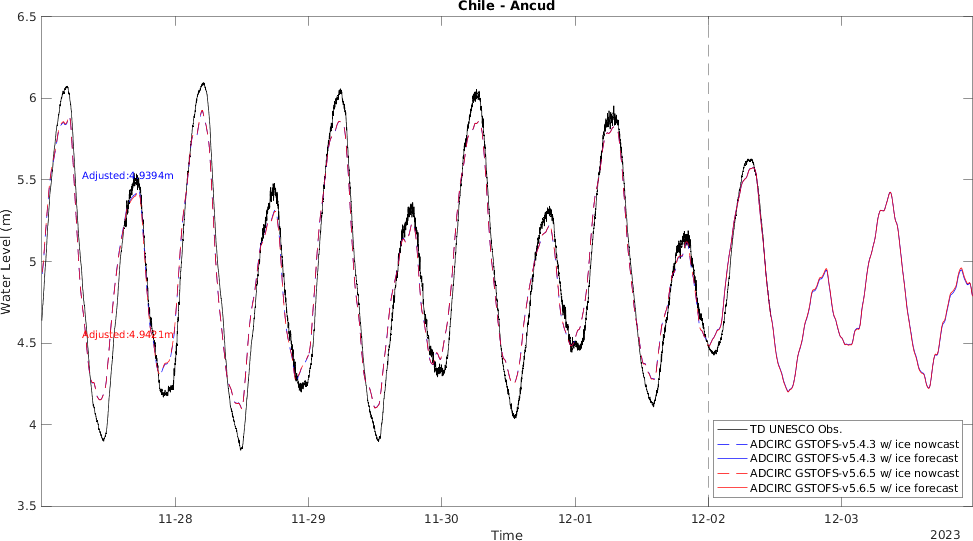 Chile - Ancud
6.5
6
5.5
5
4.5
4
3.5
Water Level (m)
Adjusted:4.9394m
Adjusted:4.9421m
TD UNESCO Obs.
ADCIRC GSTOFS-v5.4.3 w/ ice nowcast
ADCIRC GSTOFS-v5.4.3 w/ ice forecast
ADCIRC GSTOFS-v5.6.5 w/ ice nowcast
ADCIRC GSTOFS-v5.6.5 w/ ice forecast
11-28
11-29
11-30
12-01
12-02
12-03
Time
2023